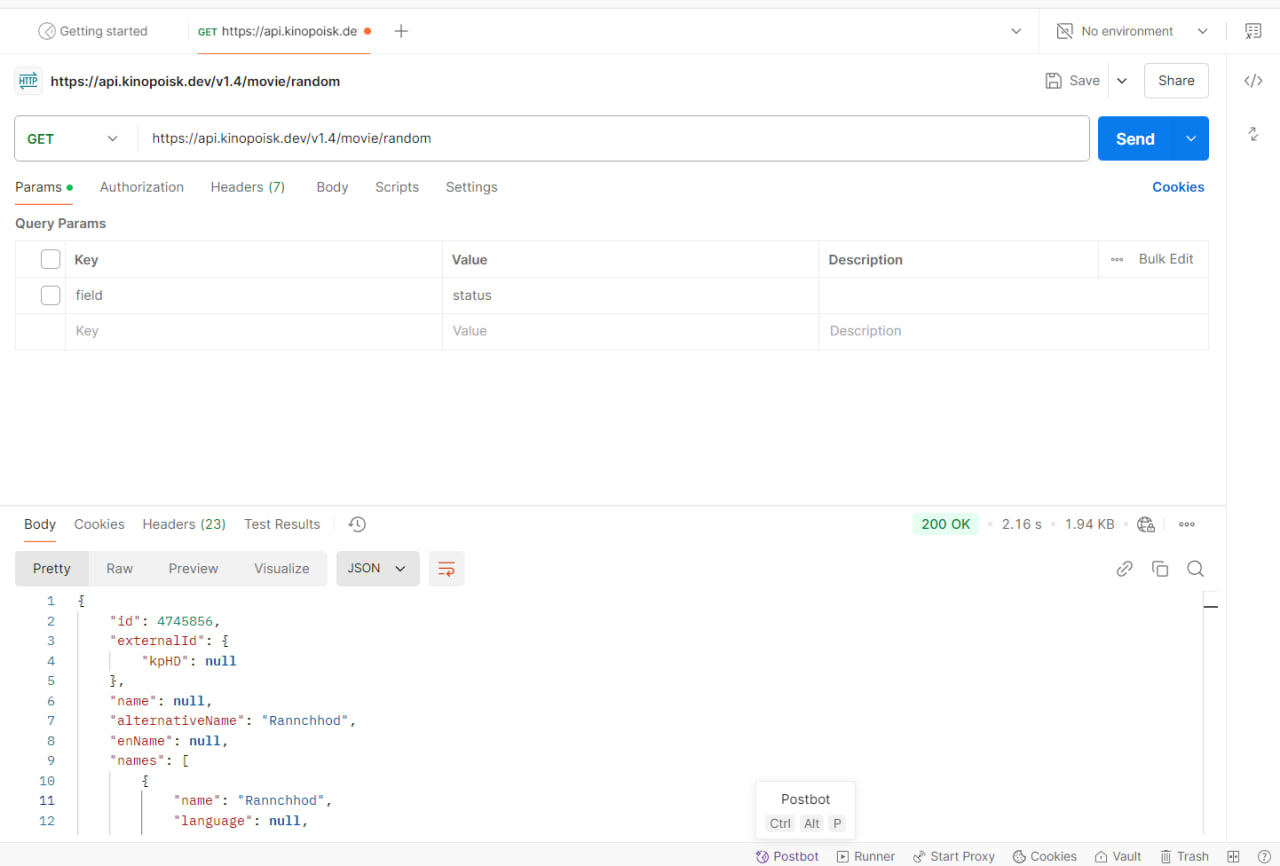 Getting started
GET https://api.kinopoisk.de
No environment
HTTP https://api.kinopoisk.dev/v1.4/movie/random
Save
Share
GET https://api.kinopoisk.dev/v1.4/movie/random
Send
Params Authorization Headers (7) Body Scripts Settings Cookies
Query Params
Key Value Description Bulk Edit
field status
Key Value Description
Body Cookies Headers (23) Test Results 200 OK 2.16 s 1.94 KB
Pretty Raw Preview Visualize JSON
1 {
2 "id": 4745856,
3 "externalId": {
4 "kpHD": null
5 },
6 "name": null,
7 "alternativeName": "Rannchhod",
8 "enName": null,
9 "names": [
10 {
11 "name": "Rannchhod",
12 "language": null,
Postbot
Ctrl Alt P
Postbot Runner Start Proxy Cookies Vault Trash